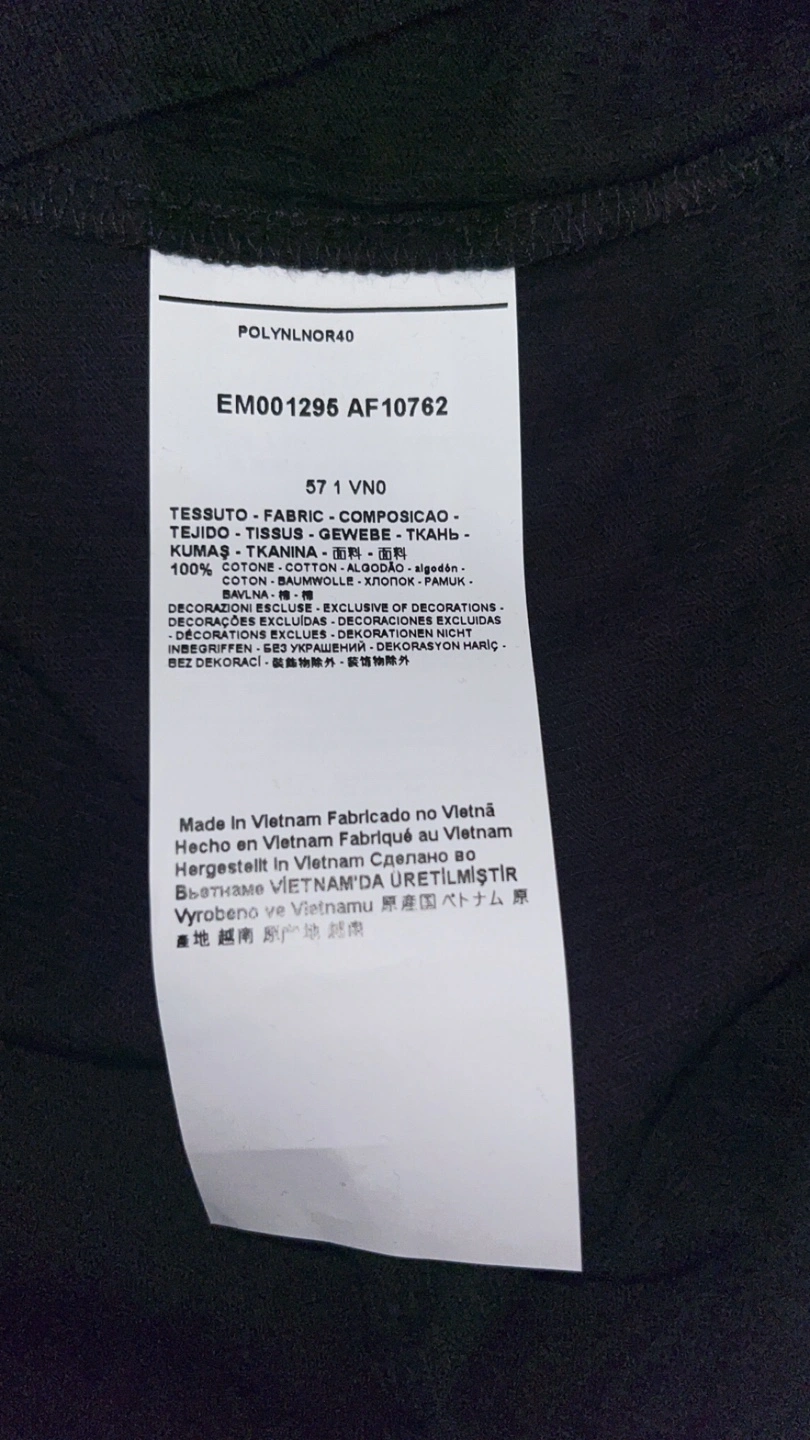 POLYNLNOR40
EM001295 AF10762
57 1 VN0
TESSUTO - FABRIC - COMPOSICAO -
TEJIDO - TISSUS - GEWEBE - ТКАНЬ -
KUMAŞ - TKANINA - 面料 - 面料
100% COTONE - COTTON - ALGODÃO - algodón -
COTON - BAUMWOLLE - ХЛОПОК - PAMUK -
BAVLNA - 棉 - 棉
DECORAZIONI ESCLUSE - EXCLUSIVE OF DECORATIONS -
DECORAÇÕES EXCLUÍDAS - DECORACIONES EXCLUIDAS
- DÉCORATIONS EXCLUES - DEKORATIONEN NICHT
INBEGRIFFEN - БЕЗ УКРАШЕНИЙ - DEKORASYON HARİÇ -
BEZ DEKORACÍ - 裝飾物除外 - 装饰物除外
Made in Vietnam Fabricado no Vietnã
Hecho en Vietnam Fabriqué au Vietnam
Hergestellt in Vietnam Сделано во
Вьетнаме VİETNAM'DA ÜRETİLMİŞTİR
Vyrobeno ve Vietnamu 原産国 ベトナム 原
產地 越南 原产地 越南